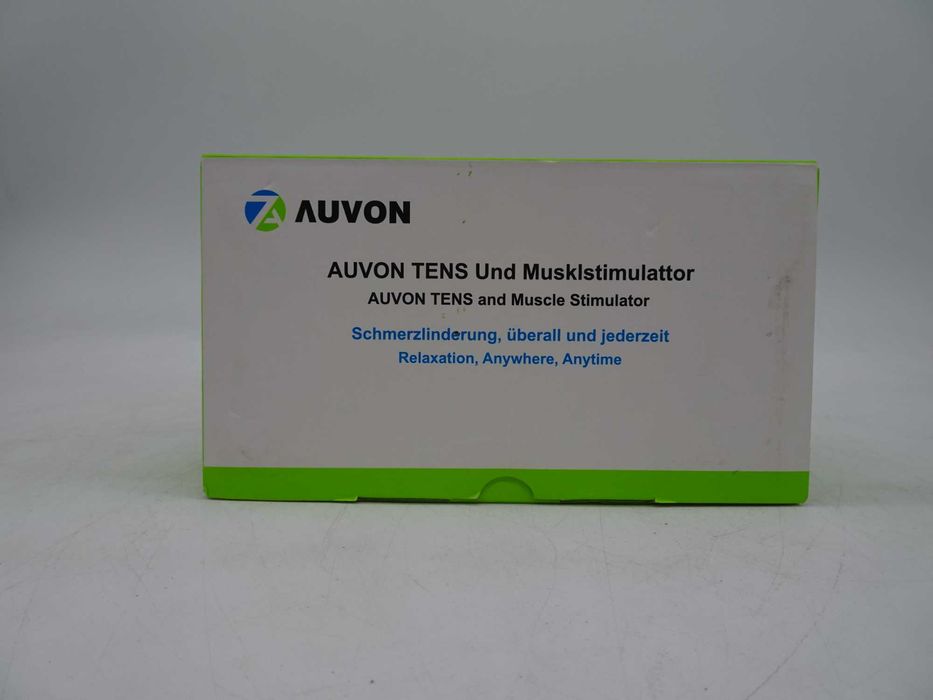 AUVON
AUVON TENS Und Musklstimulattor
AUVON TENS and Muscle Stimulator
Schmerzlinderung, überall und jederzeit
Relaxation, Anywhere, Anytime